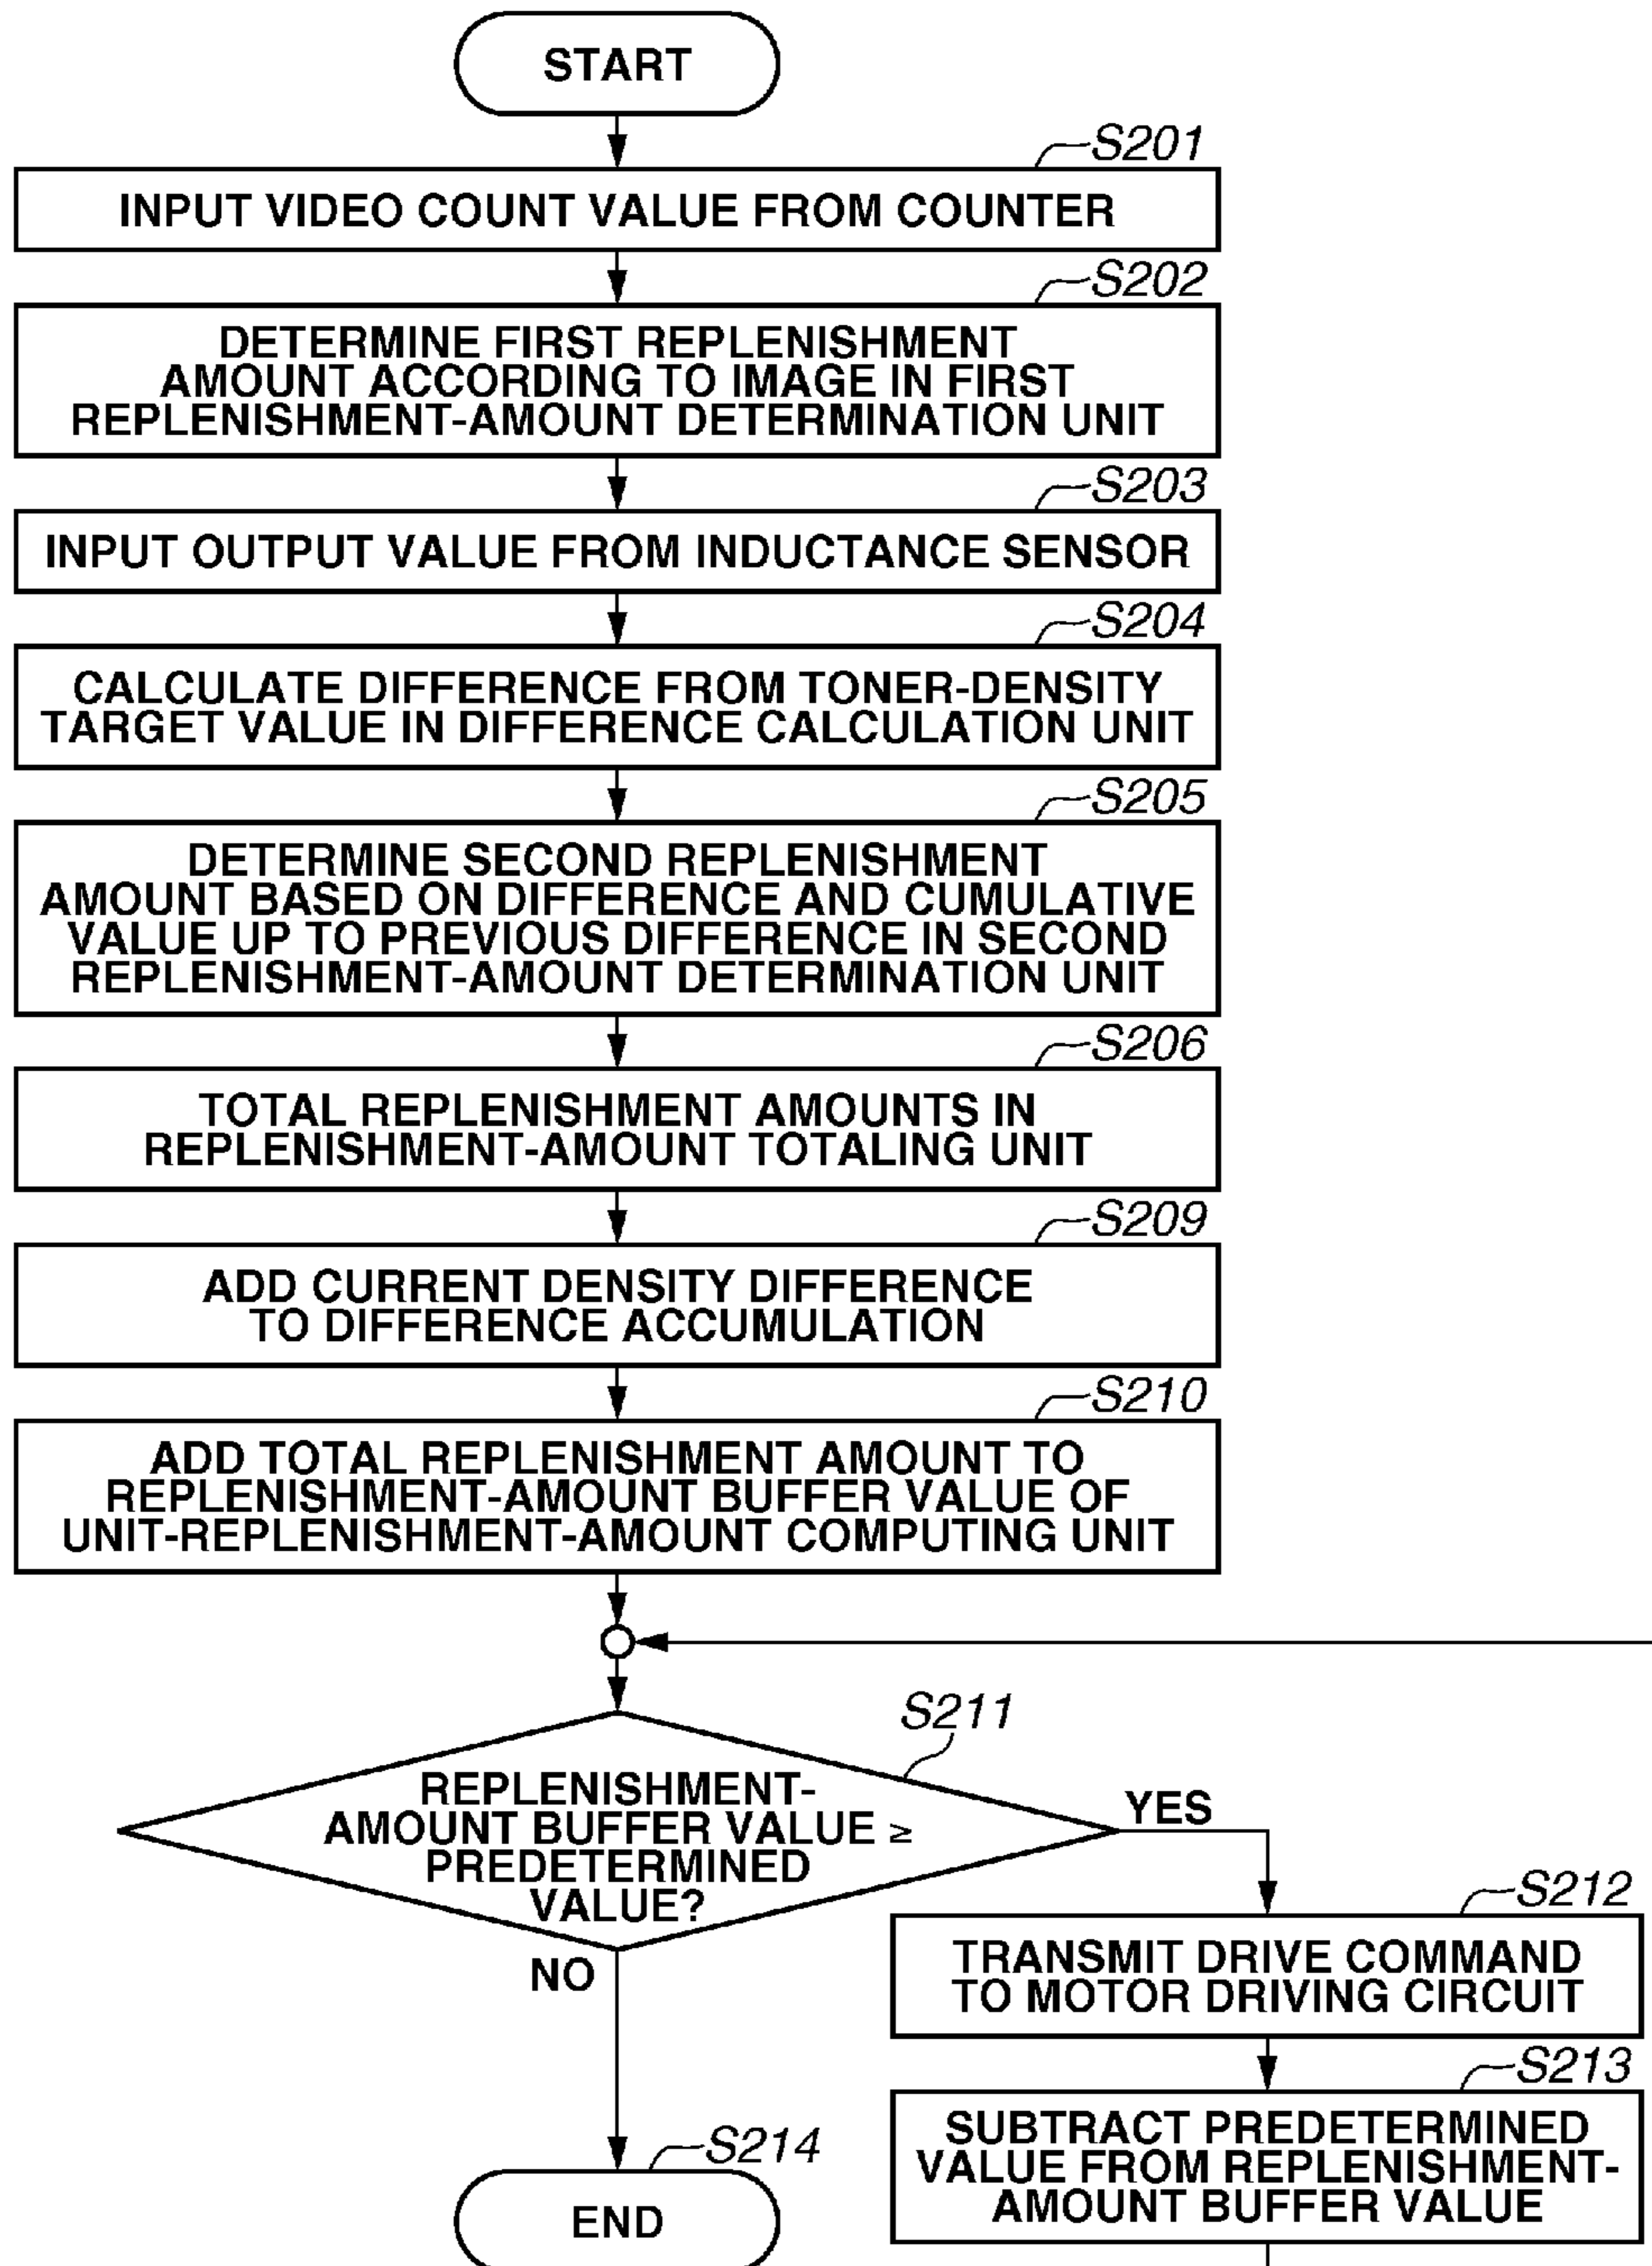 START
S201
INPUT VIDEO COUNT VALUE FROM COUNTER
S202
DETERMINE FIRST REPLENISHMENT
AMOUNT ACCORDING TO IMAGE IN FIRST
REPLENISHMENT-AMOUNT DETERMINATION UNIT
S203
INPUT OUTPUT VALUE FROM INDUCTANCE SENSOR
S204
CALCULATE DIFFERENCE FROM TONER-DENSITY
TARGET VALUE IN DIFFERENCE CALCULATION UNIT
S205
DETERMINE SECOND REPLENISHMENT
AMOUNT BASED ON DIFFERENCE AND CUMULATIVE
VALUE UP TO PREVIOUS DIFFERENCE IN SECOND
REPLENISHMENT-AMOUNT DETERMINATION UNIT
S206
TOTAL REPLENISHMENT AMOUNTS IN
REPLENISHMENT-AMOUNT TOTALING UNIT
S209
ADD CURRENT DENSITY DIFFERENCE
TO DIFFERENCE ACCUMULATION
S210
ADD TOTAL REPLENISHMENT AMOUNT TO
REPLENISHMENT-AMOUNT BUFFER VALUE OF
UNIT-REPLENISHMENT-AMOUNT COMPUTING UNIT
S211
REPLENISHMENT-
AMOUNT BUFFER VALUE ≥
PREDETERMINED
VALUE?
YES
NO
S212
TRANSMIT DRIVE COMMAND
TO MOTOR DRIVING CIRCUIT
S213
SUBTRACT PREDETERMINED
VALUE FROM REPLENISHMENT-
AMOUNT BUFFER VALUE
S214
END